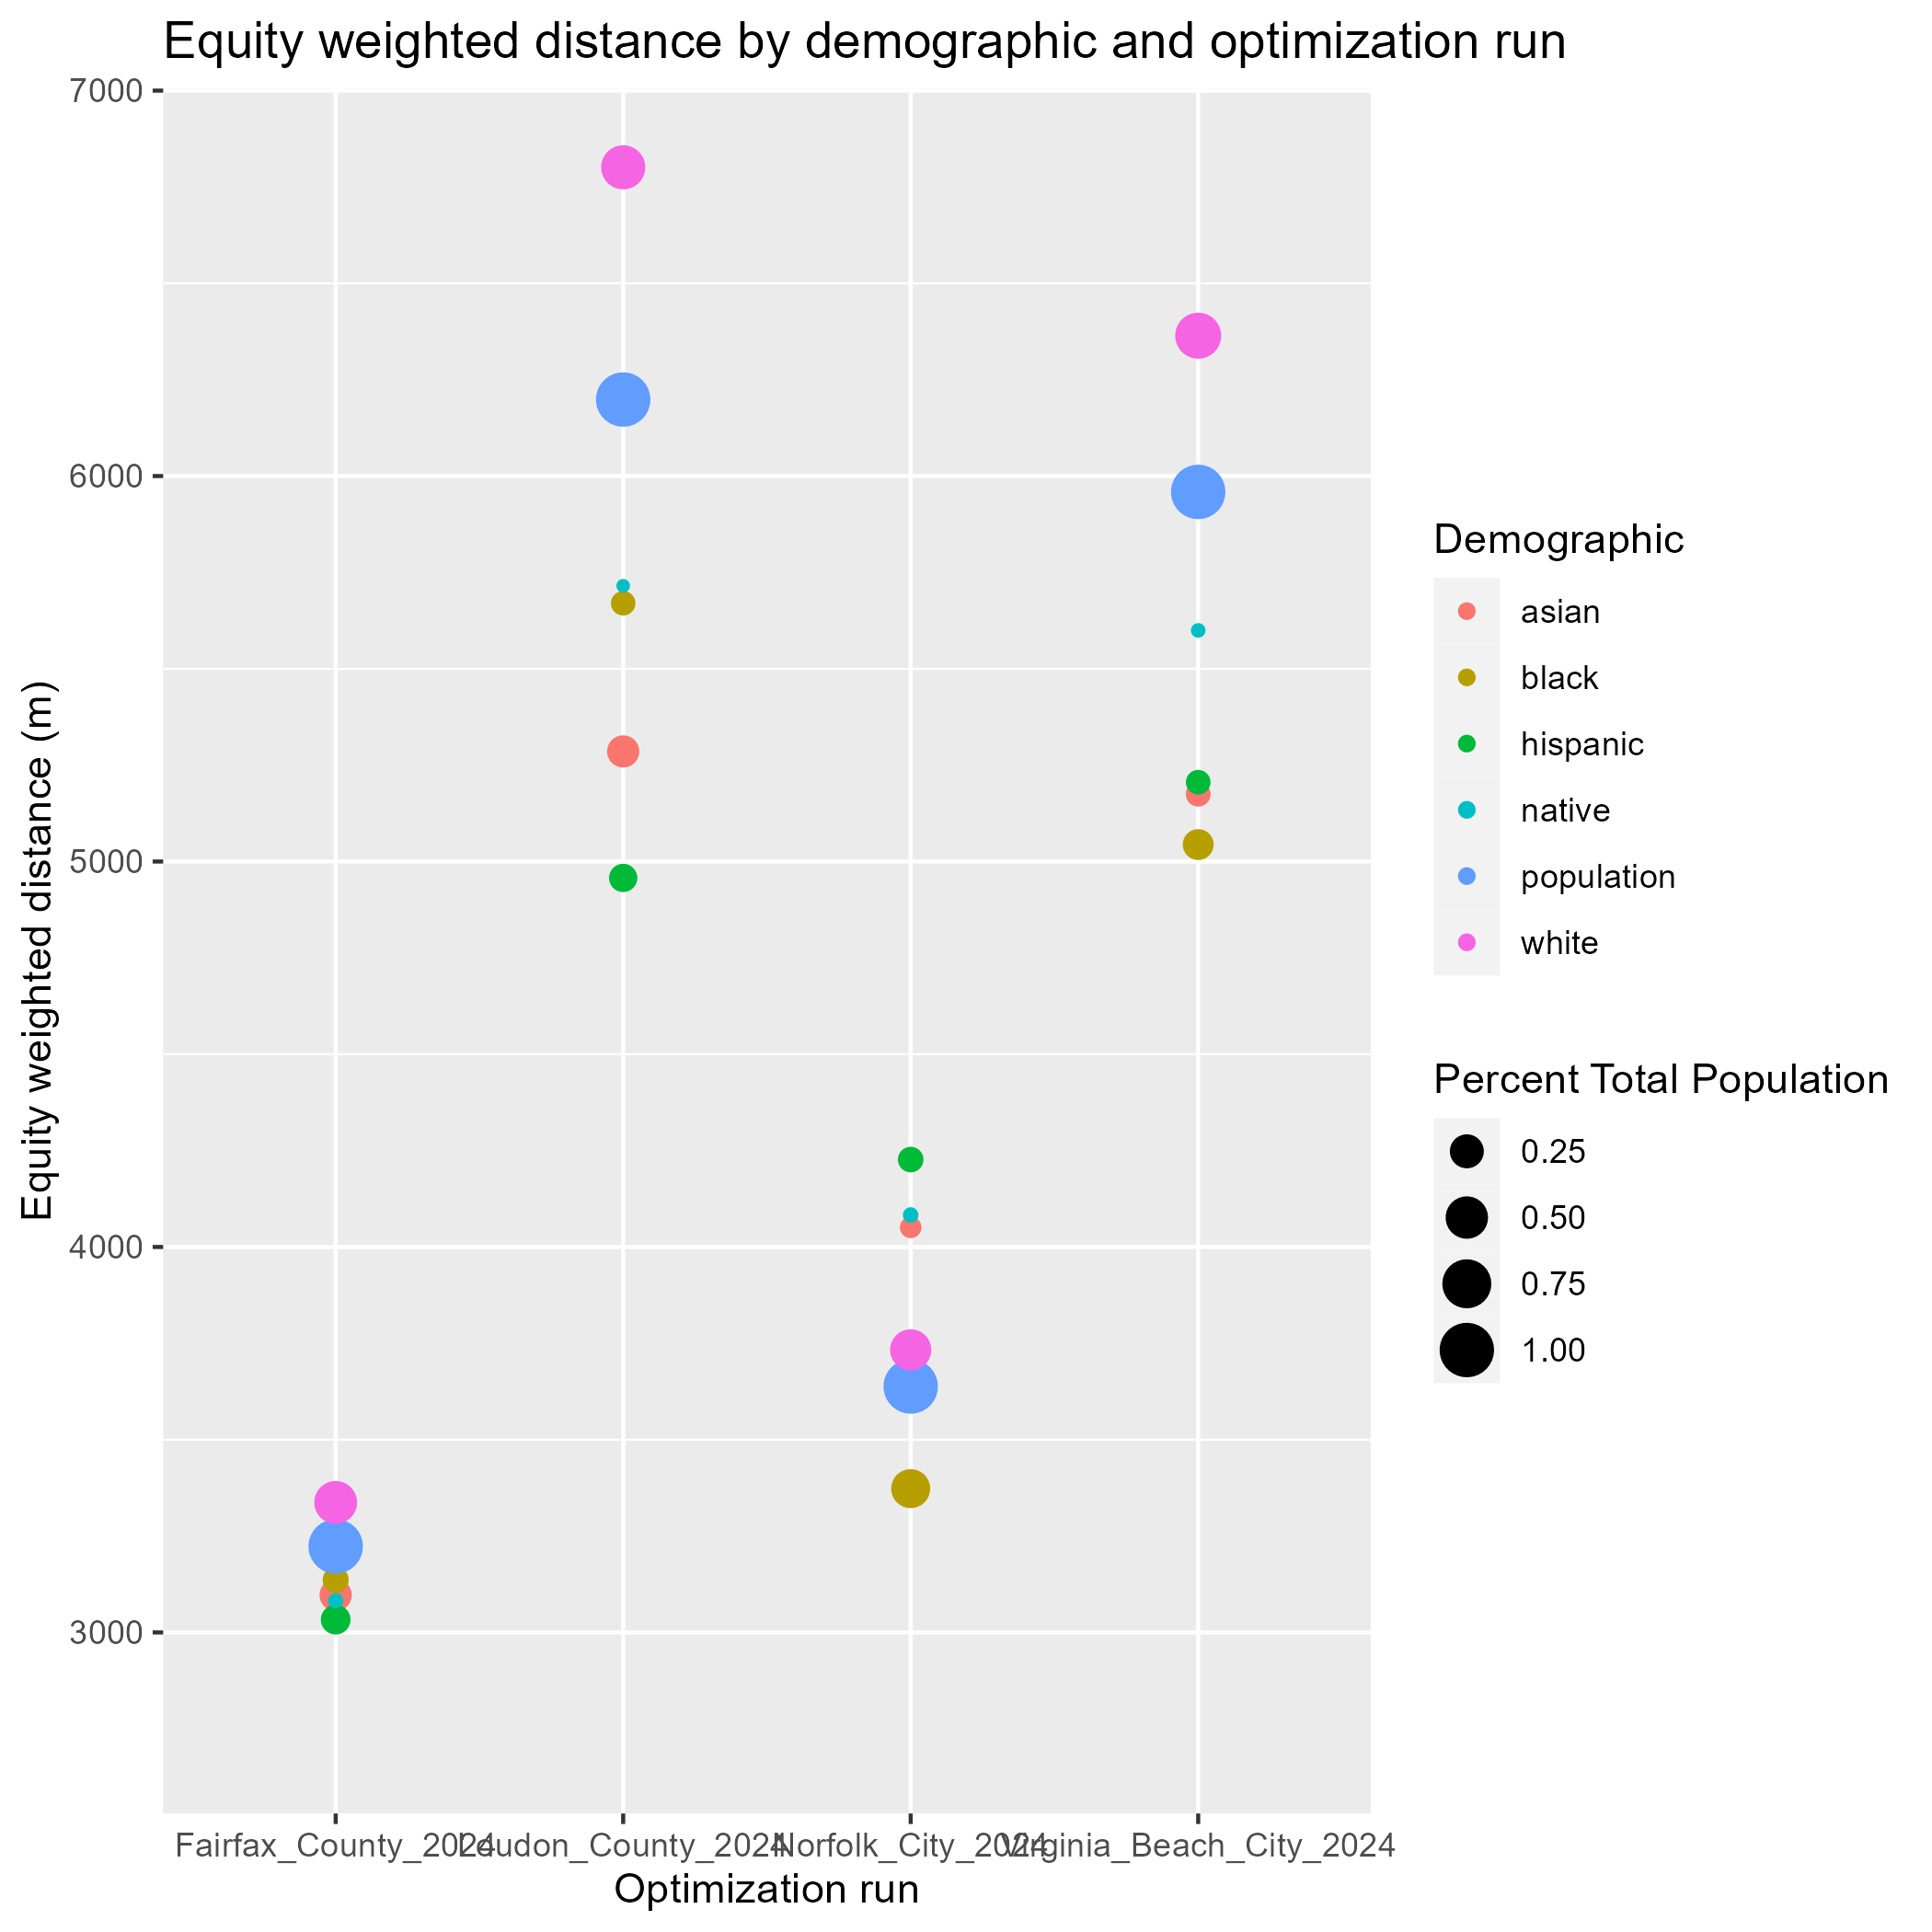 Equity weighted distance by demographic and optimization run
7000
6000
5000
4000
3000
Equity weighted distance (m)
Fairfax_County_2024
Loudon_County_2024
Norfolk_City_2024
Virginia_Beach_City_2024
Optimization run
Demographic
asian
black
hispanic
native
population
white
Percent Total Population
0.25
0.50
0.75
1.00